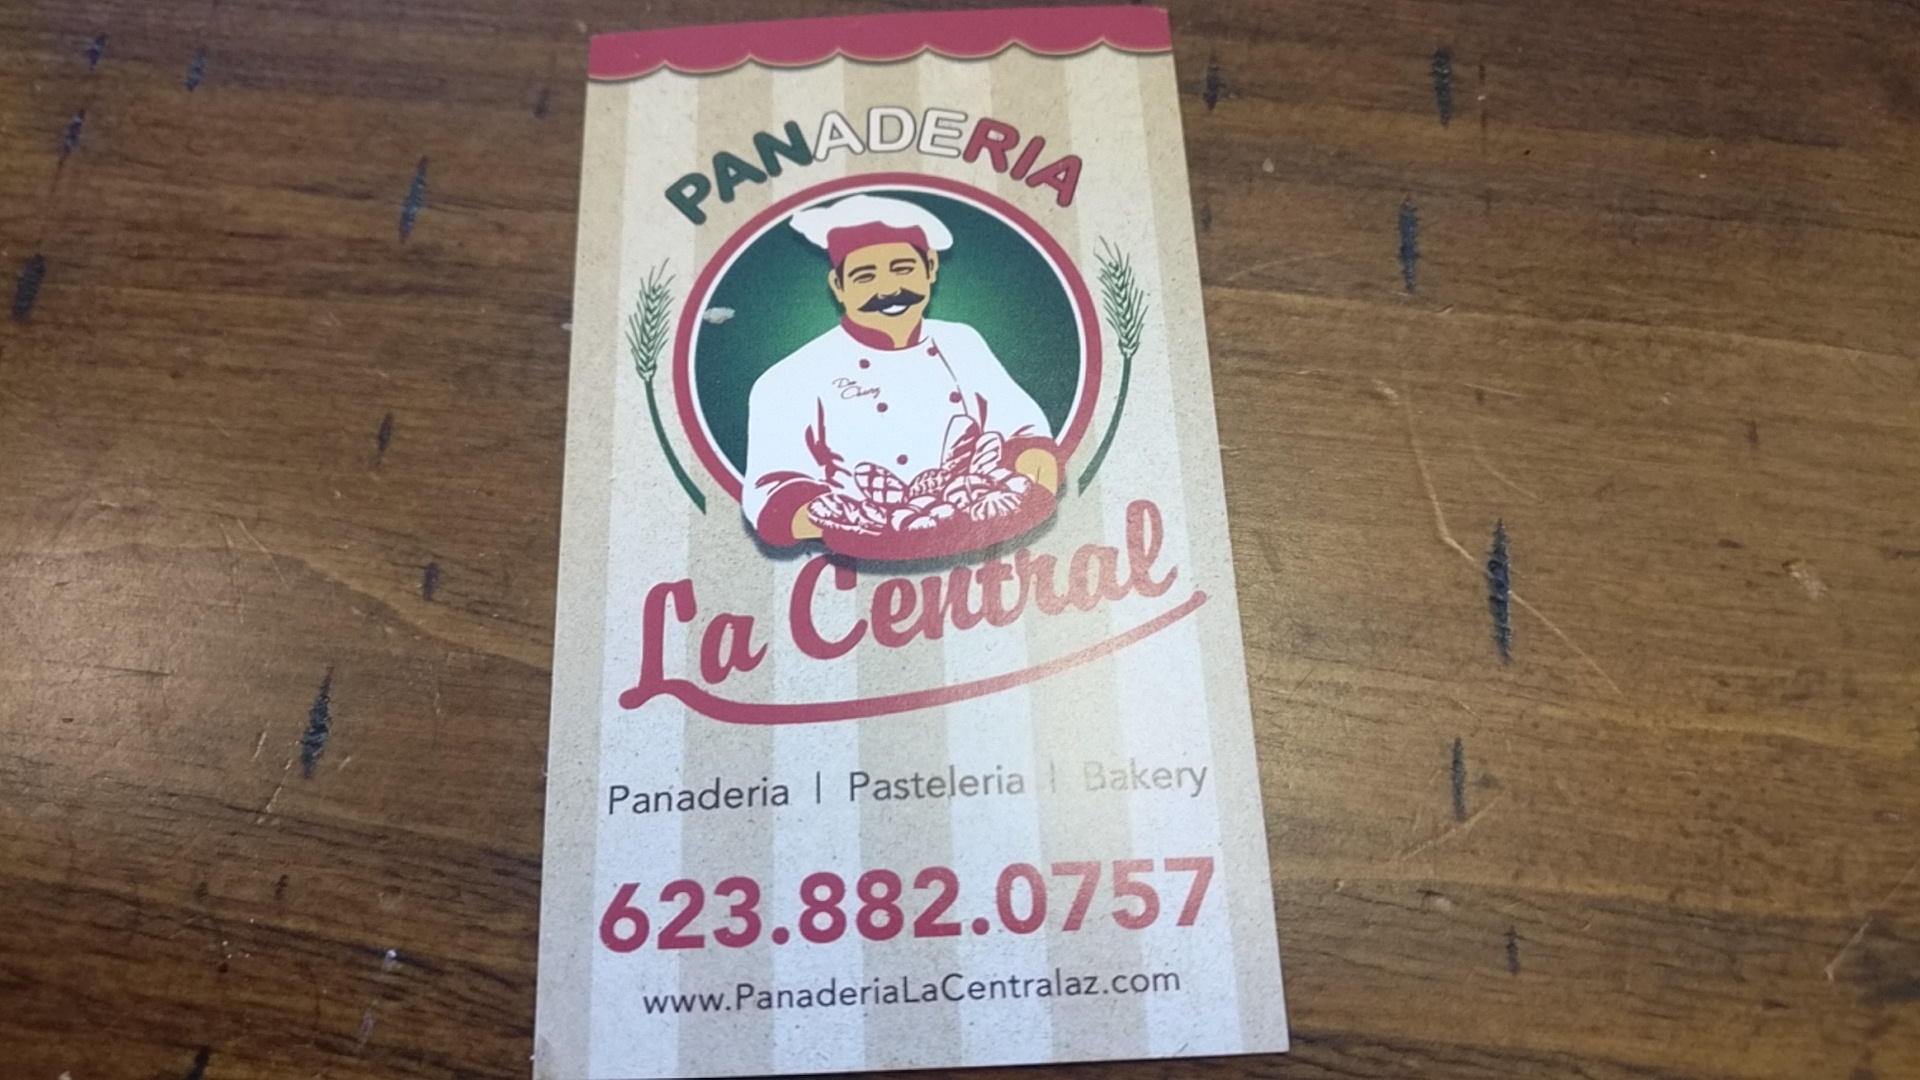 PANADERIA
La Central
Panaderia | Pasteleria | Bakery
623.882.0757
www.PanaderiaLaCentralaz.com